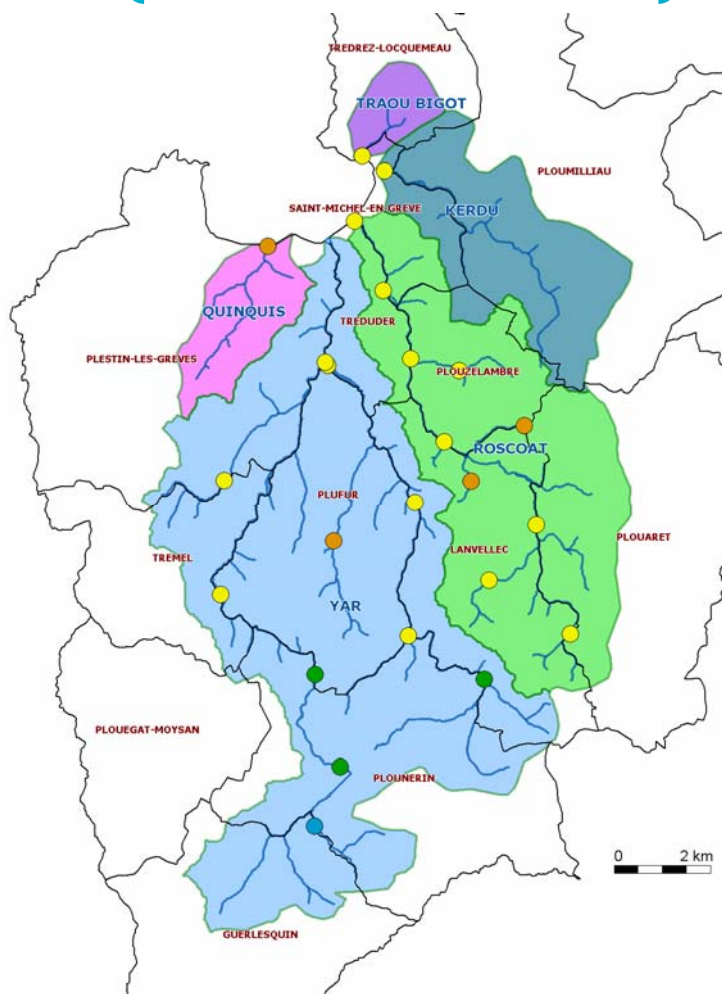 TREDREZ-LOCQUEMEAU
TRAOU BIGOT
PLOUMILLIAU
SAINT-MICHEL-EN-GREVE
KERDU
QUINQUIS
TREDUDER
PLESTIN-LES-GREVES
PLOUZELAMBRE
ROSCOAT
PLUFUR
PLOUARET
LANVELLEC
TREMEL
YAR
PLOUEGAT-MOYSAN
PLOUNERIN
0 2 km
GUERLESQUIN